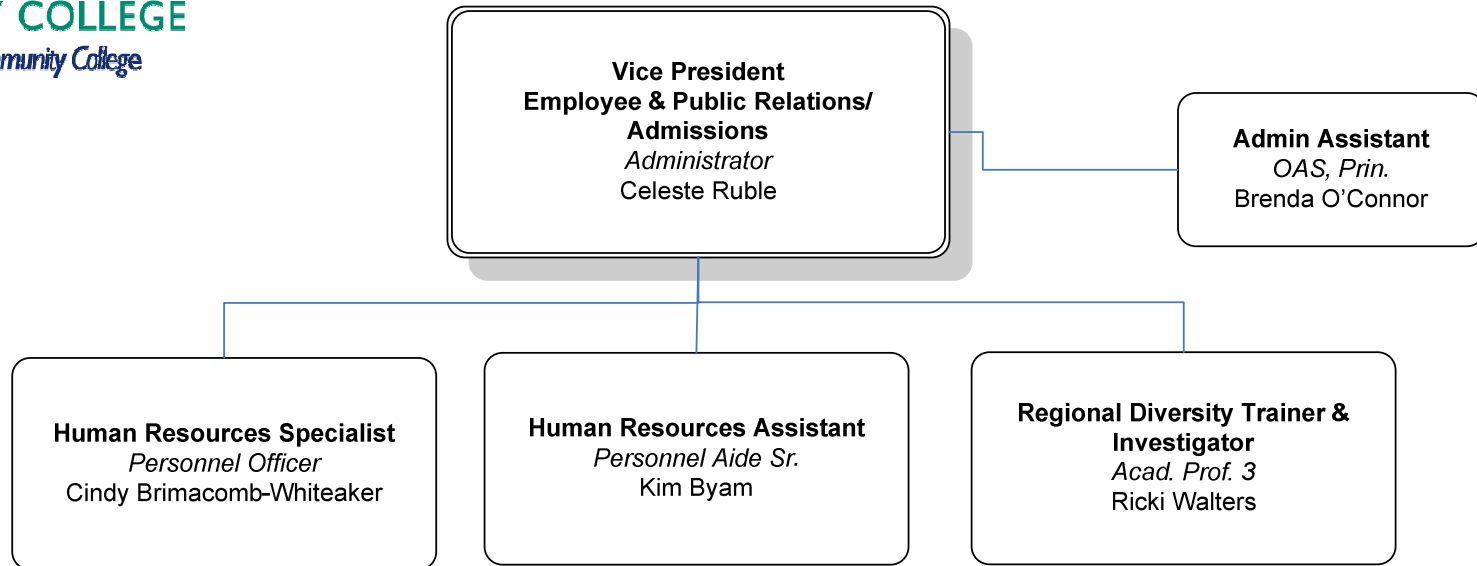 COLLEGE
College
Vice President
Employee & Public Relations/
Admissions
Administrator
Celeste Ruble
Admin Assistant
OAS, Prin.
Brenda O’Connor
Human Resources Specialist
Personnel Officer
Cindy Brimacomb-Whiteaker
Human Resources Assistant
Personnel Aide Sr.
Kim Byam
Regional Diversity Trainer &
Investigator
Acad. Prof. 3
Ricki Walters